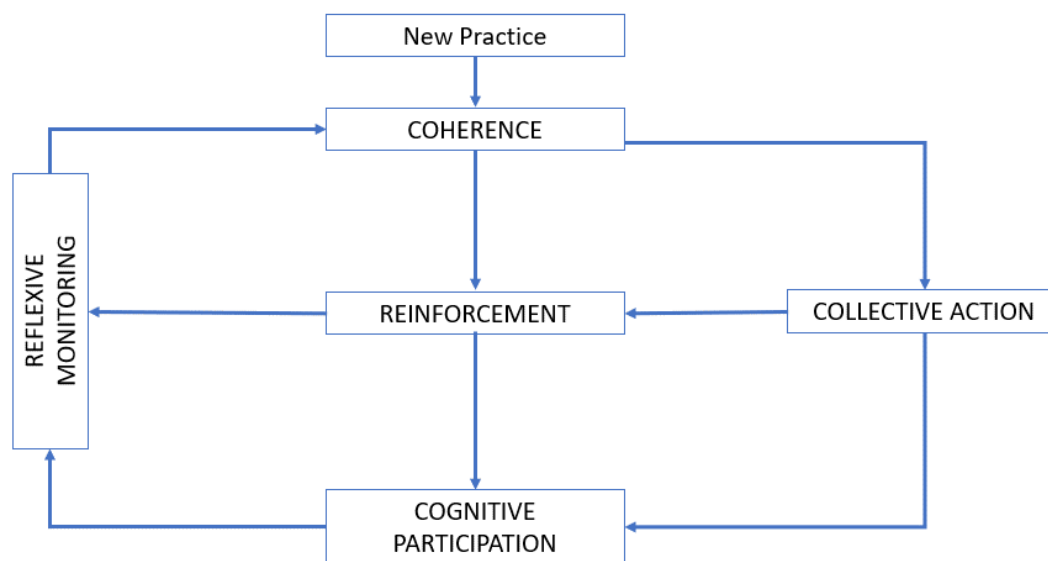 New Practice
COHERENCE
REFLEXIVE
MONITORING
REINFORCEMENT
COLLECTIVE ACTION
COGNITIVE
PARTICIPATION